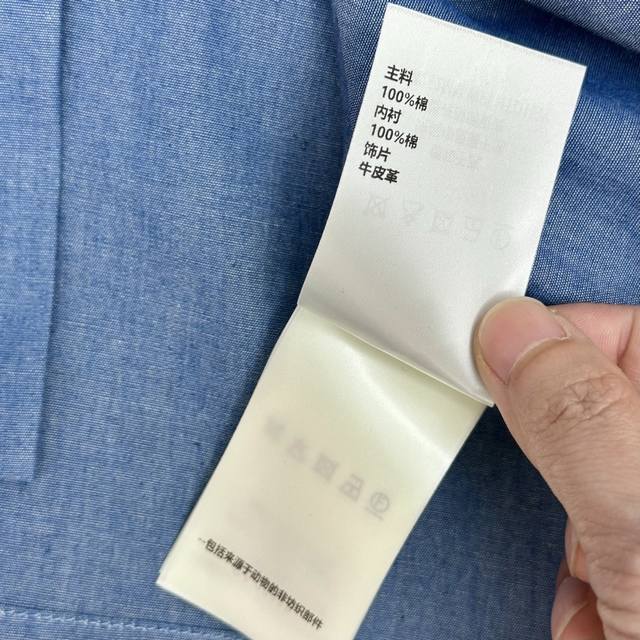 主料
100%棉
内衬
100%棉
饰片
牛皮革
...包括来源于动物的非纺织部件